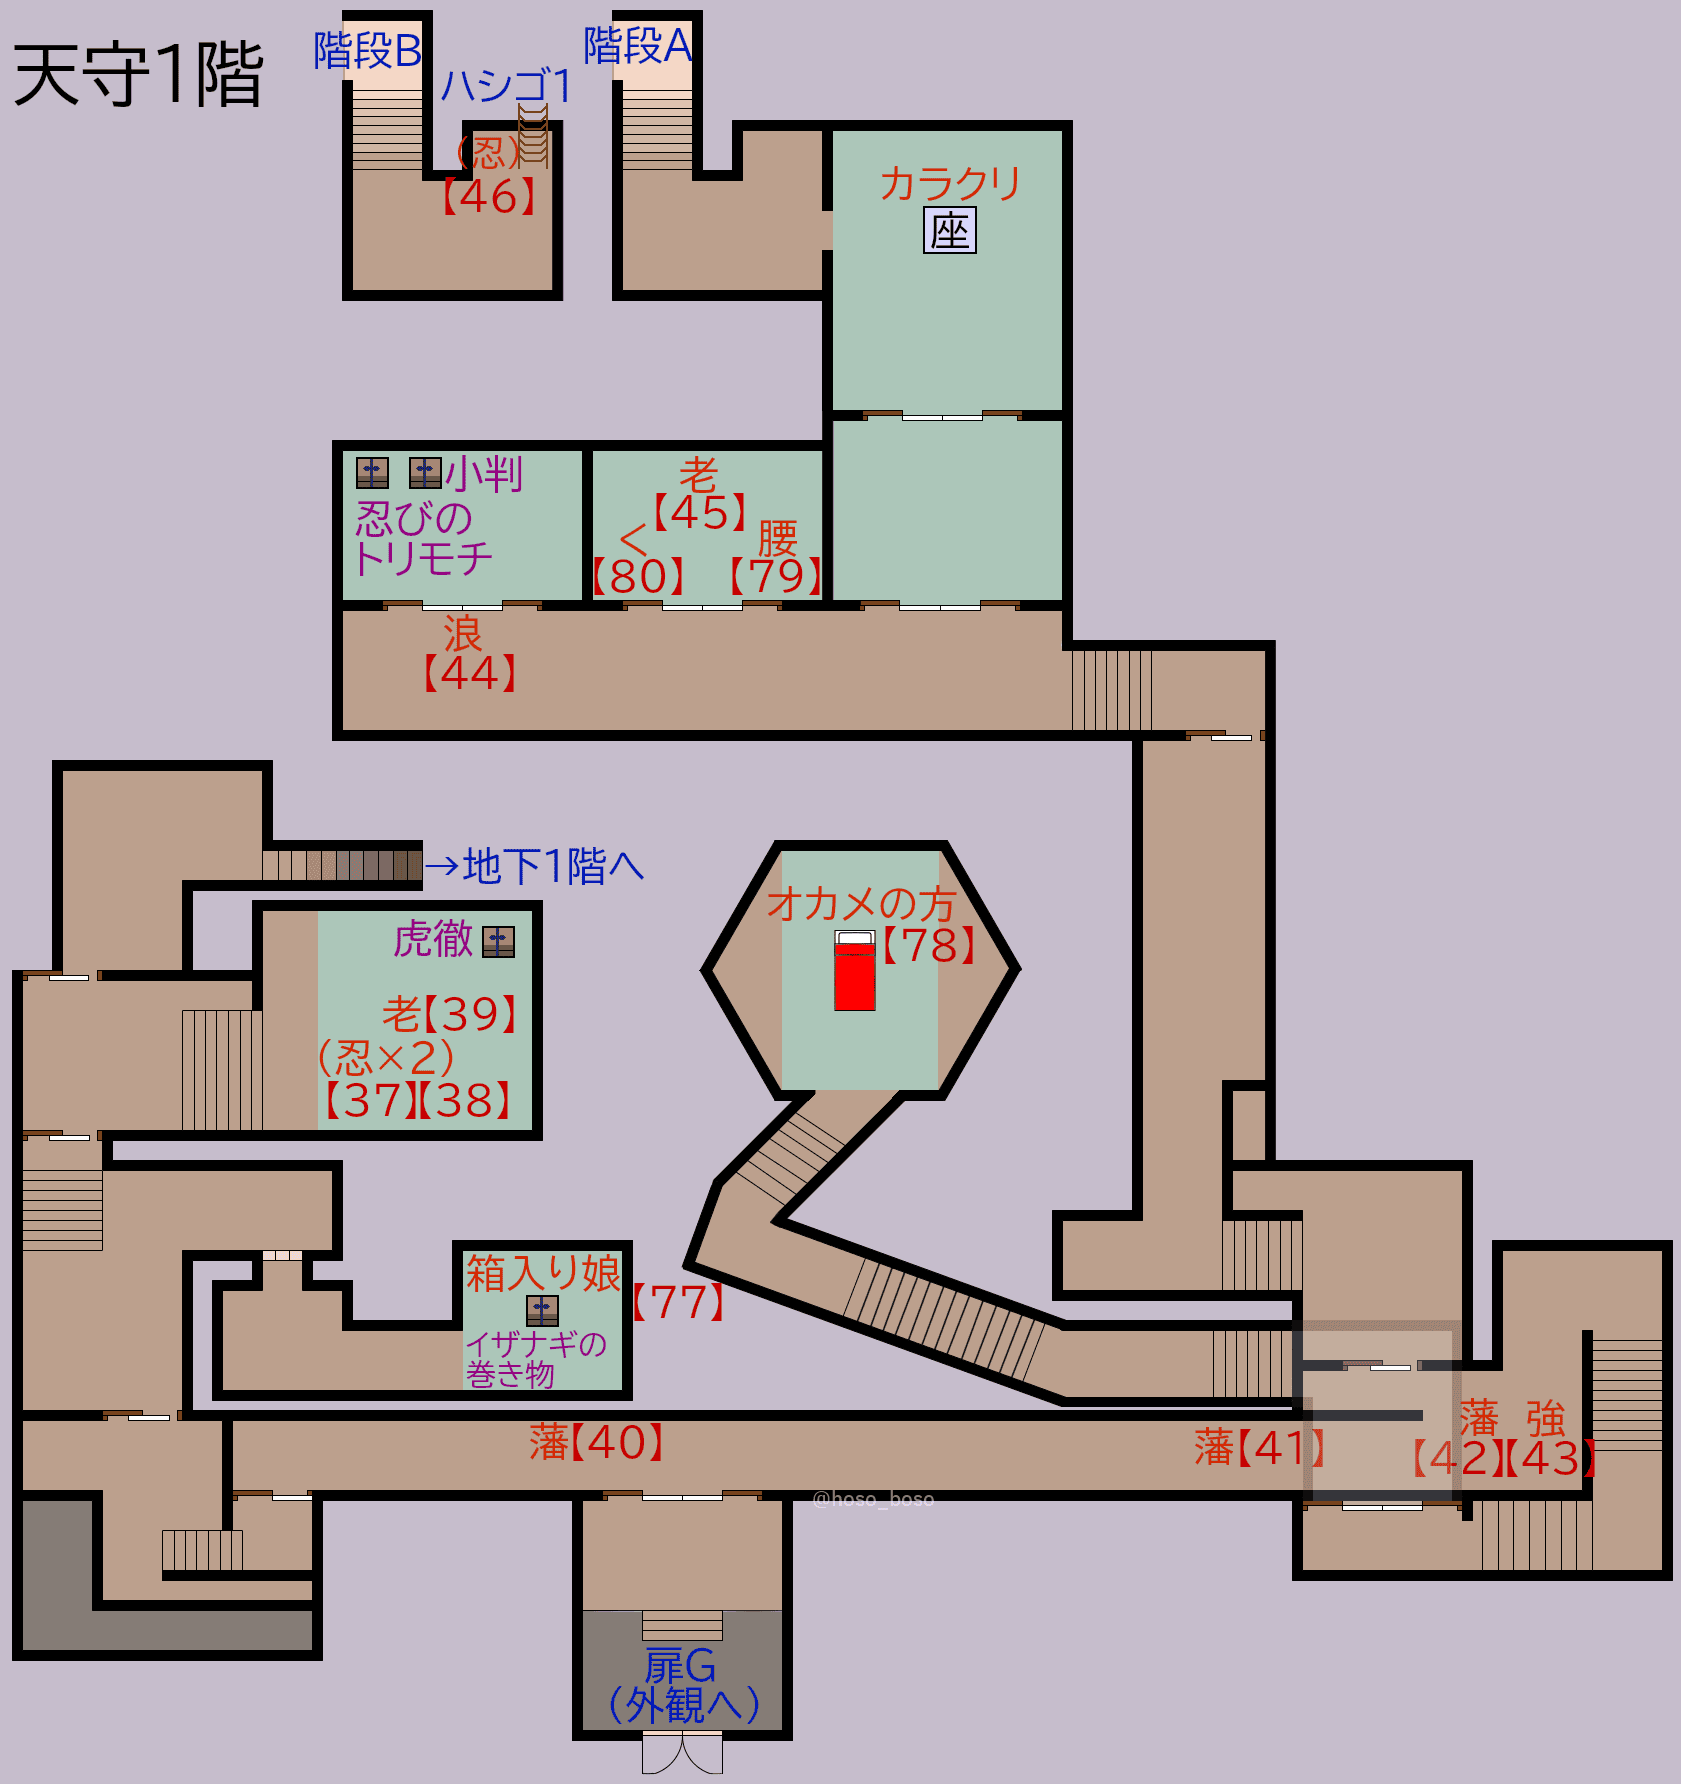 天守1階
階段B
階段A
ハシゴ1
（忍）
【46】
カラクリ
座
小判
忍びの
トリモチ
老
【45】
く
腰
【80】
【79】
浪
【44】
→地下1階へ
虎徹
老【39】
（忍×2）
【37】【38】
オカメの方
【78】
箱入り娘
【77】
イザナギの
巻き物
藩【40】
藩【41】
藩
強
【42】【43】
@hoso_boso
扉G
（外観へ）